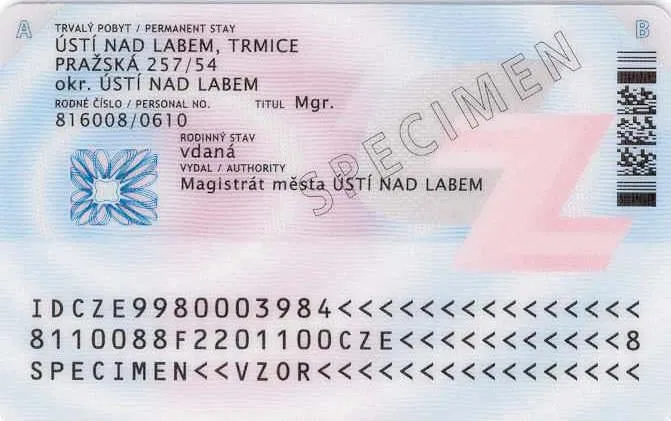 A
B
TRVALÝ POBYT / PERMANENT STAY
ÚSTÍ NAD LABEM, TRMICE
PRAŽSKÁ 257/54
okr. ÚSTÍ NAD LABEM
RODNÉ ČÍSLO / PERSONAL NO. TITUL Mgr.
816008/0610
RODINNÝ STAV
vdaná
VYDAL / AUTHORITY
Magistrát města ÚSTÍ NAD LABEM
SPECIMEN
IDCZE9980003984<<<<<<<<<<<<<<<
8110088F2201100CZE<<<<<<<<<<<8
SPECIMEN<<VZOR<<<<<<<<<<<<<<<<